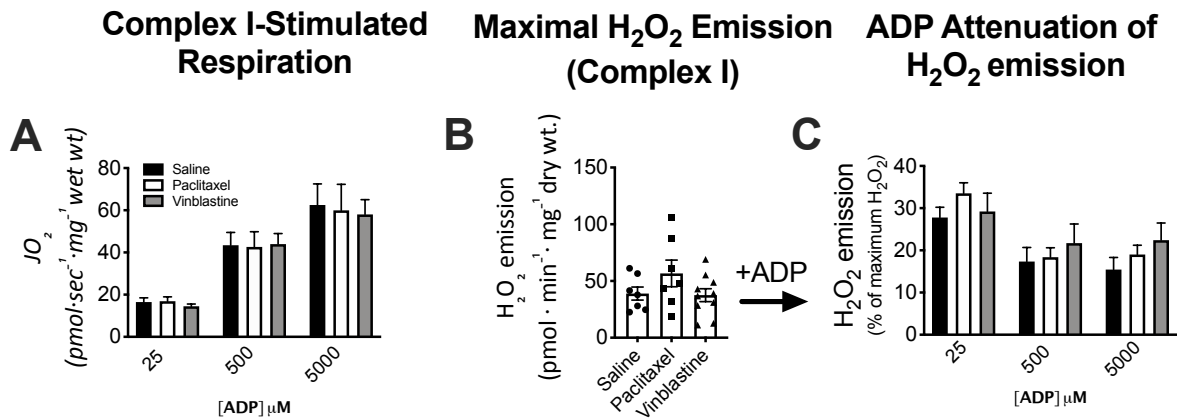 Complex I-Stimulated
Respiration
Maximal H₂O₂ Emission
(Complex I)
ADP Attenuation of
H₂O₂ emission
A
JO₂
(pmol·sec⁻¹·mg⁻¹ wet wt)
80
60
40
20
0
Saline
Paclitaxel
Vinblastine
25
500
5000
[ADP] µM
B
H₂O₂ emission
(pmol · min⁻¹ · mg⁻¹ dry wt.)
150
100
50
0
Saline
Paclitaxel
Vinblastine
+ADP
C
H₂O₂ emission
(% of maximum H₂O₂)
40
30
20
10
0
25
500
5000
[ADP] µM